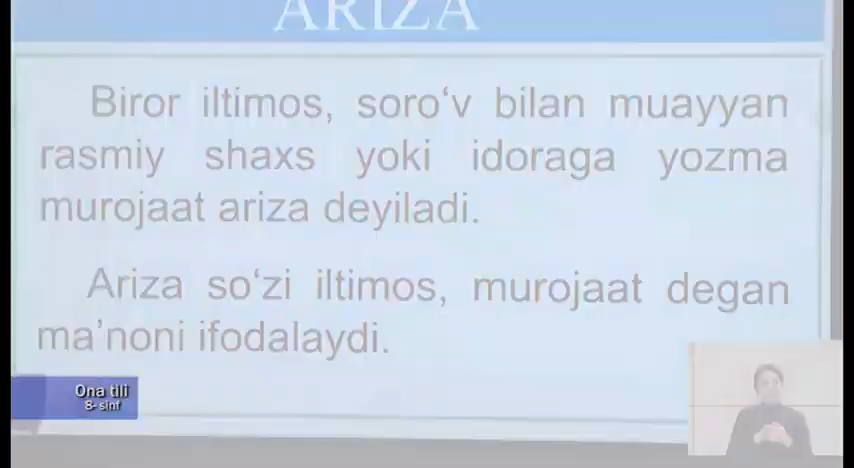 ARIZA
Biror iltimos, soro‘v bilan muayyan
rasmiy shaxs yoki idoraga yozma
murojaat ariza deyiladi.
Ariza so‘zi iltimos, murojaat degan
ma’noni ifodalaydi.
Ona tili
8- sinf